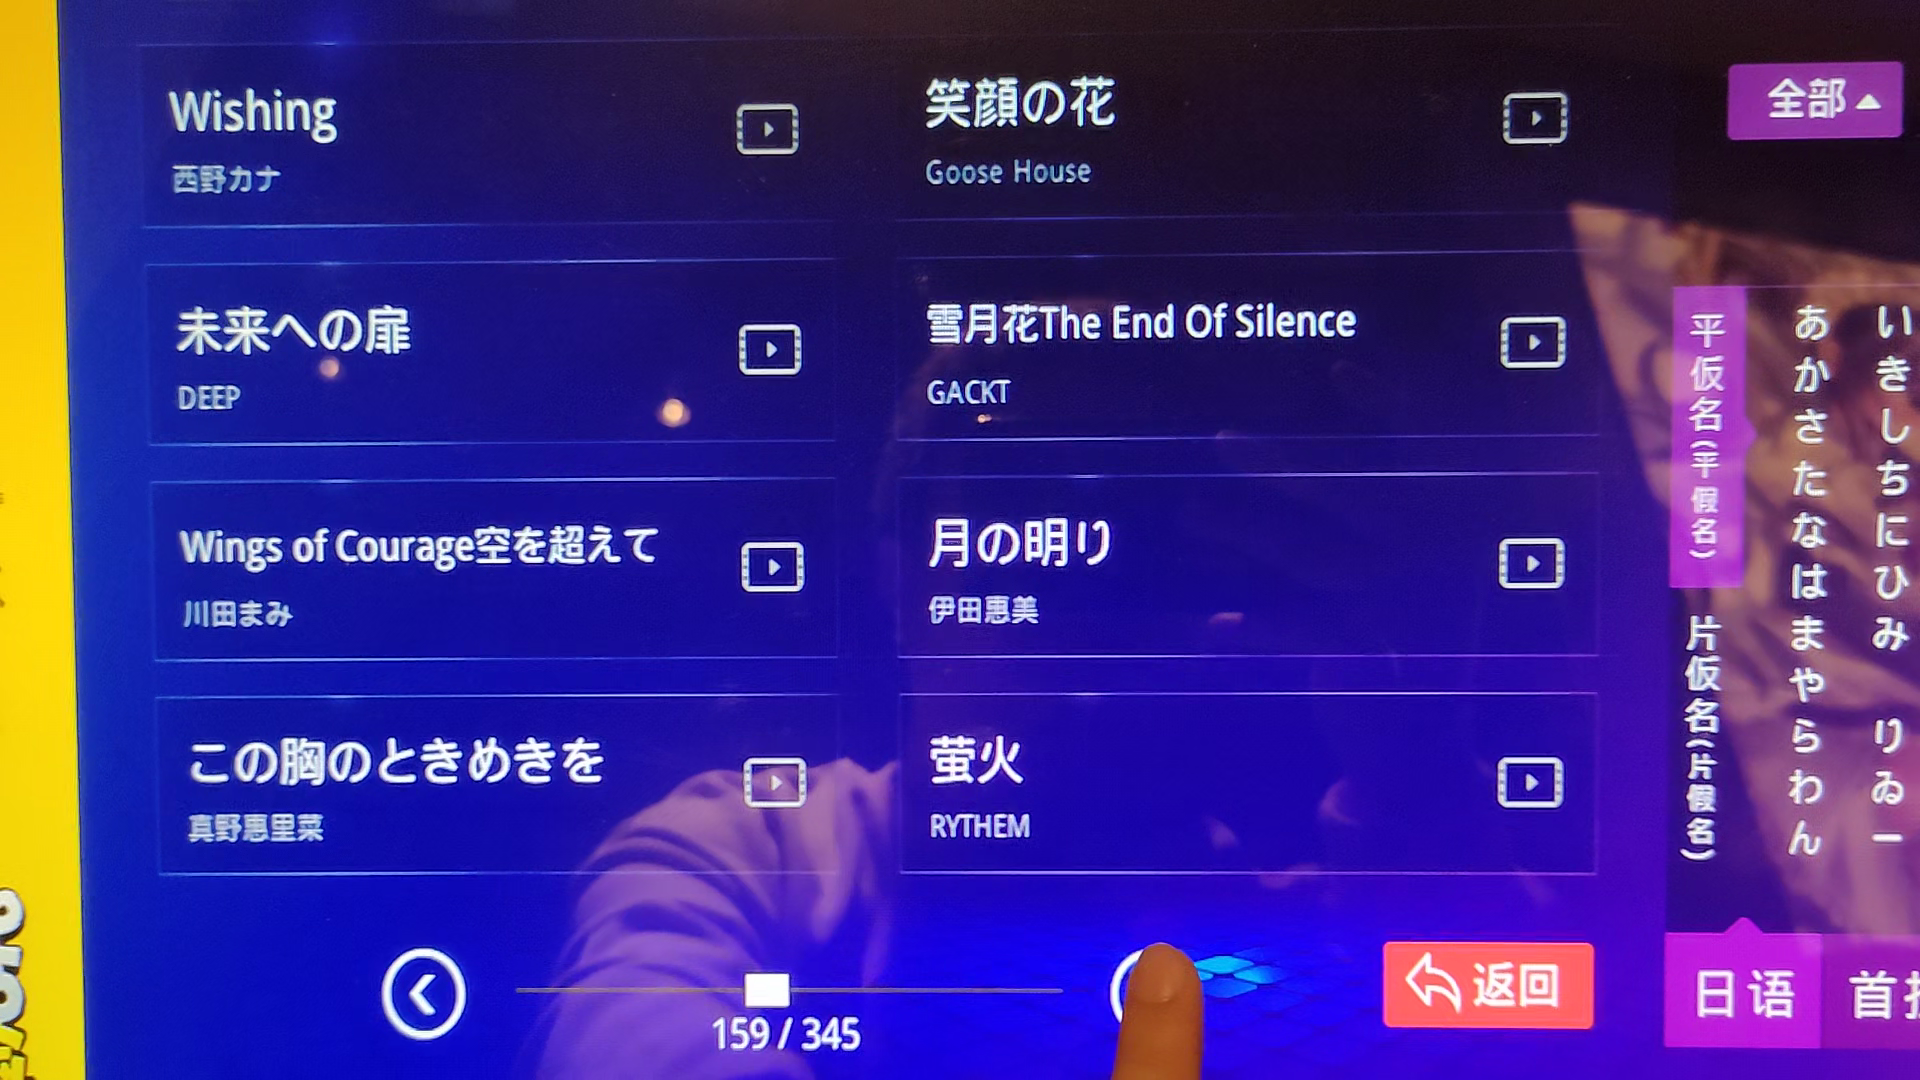 Wishing
西野カナ
笑顔の花
Goose House
未来への扉
DEEP
雪月花The End Of Silence
GACKT
Wings of Courage空を超えて
川田まみ
月の明り
伊田惠美
この胸のときめきを
真野惠里菜
萤火
RYTHEM
159 / 345
返回
全部
平仮名(平假名)
片仮名(片假名)
あかさたなはまやらわん
いきしちにひみ りゐー
日语
首